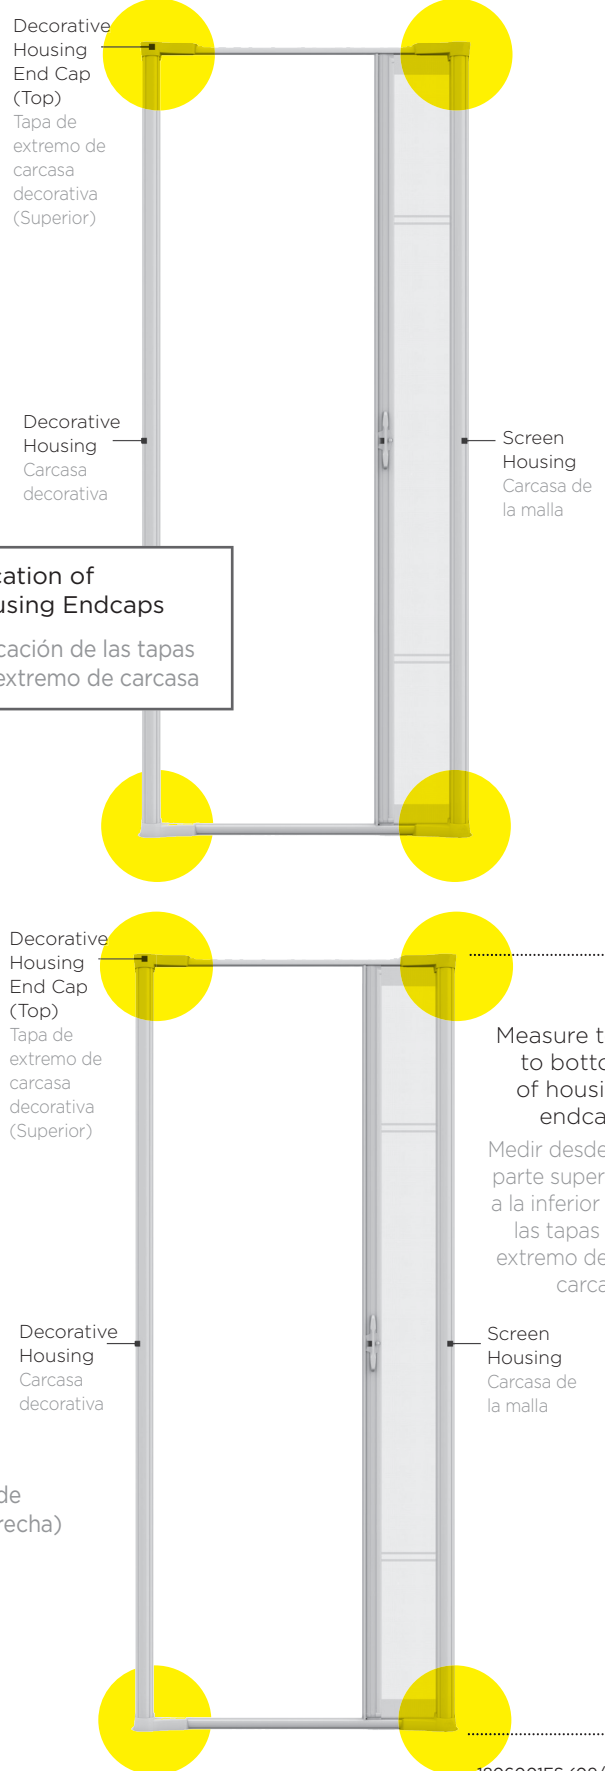 Decorative
Housing
End Cap
(Top)
Tapa de
extremo de
carcasa
decorativa
(Superior)
Decorative
Housing
Carcasa
decorativa
Screen
Housing
Carcasa de
la malla
cation of
using Endcaps
cación de las tapas
extremo de carcasa
Decorative
Housing
End Cap
(Top)
Tapa de
extremo de
carcasa
decorativa
(Superior)
Measure t
to botto
of housi
endca
Medir desde
parte super
a la inferior
las tapas
extremo de
carca
Decorative
Housing
Carcasa
decorativa
Screen
Housing
Carcasa de
la malla
de
recha)